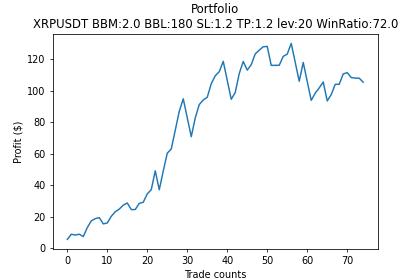 Portfolio
XRPUSDT BBM:2.0 BBL:180 SL:1.2 TP:1.2 lev:20 WinRatio:72.0
120
100
80
60
40
20
0
Profit ($)
0 10 20 30 40 50 60 70
Trade counts